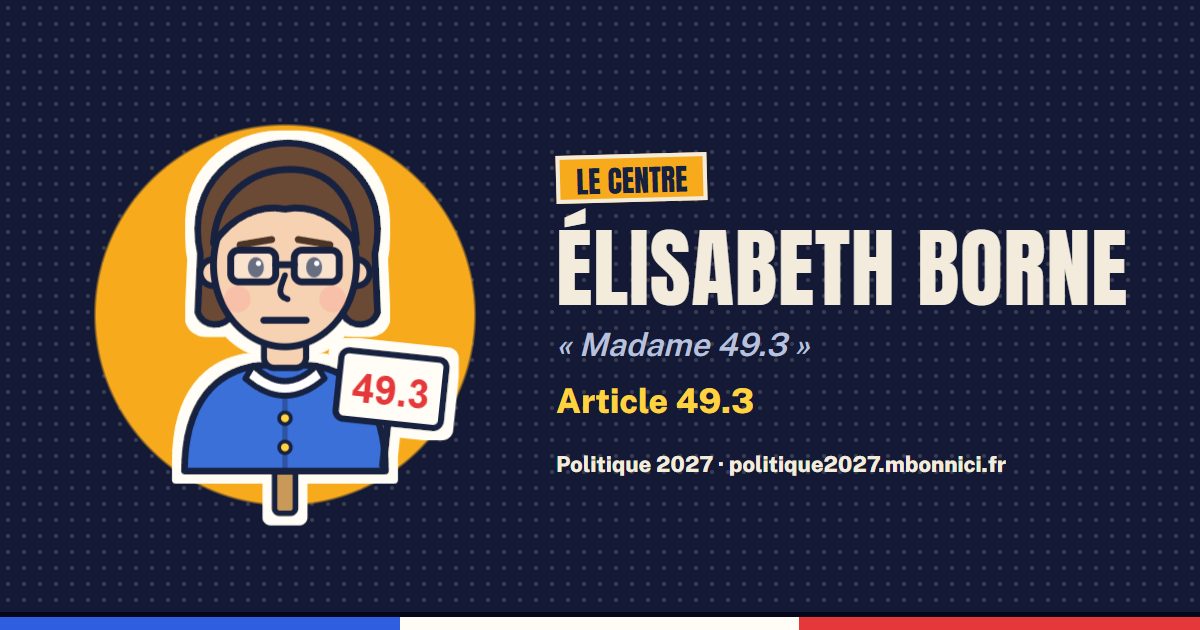 LE CENTRE
ÉLISABETH BORNE
« Madame 49.3 »
49.3
Article 49.3
Politique 2027 · politique2027.mbonnici.fr